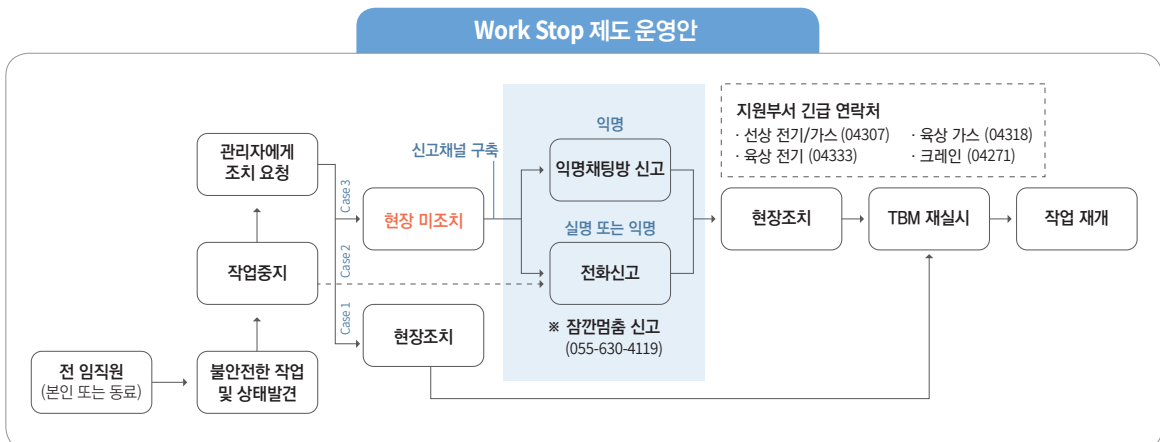 Work Stop 제도 운영안
지원부서 긴급 연락처
· 선상 전기/가스 (04307)
· 육상 가스 (04318)
· 육상 전기 (04333)
· 크레인 (04271)
전 임직원
(본인 또는 동료)
불안전한 작업
및 상태발견
작업중지
관리자에게
조치 요청
Case 3
Case 2
Case 1
현장 미조치
현장조치
신고채널 구축
익명
익명채팅방 신고
실명 또는 익명
전화신고
※ 잠깐멈춤 신고
(055-630-4119)
현장조치
TBM 재실시
작업 재개